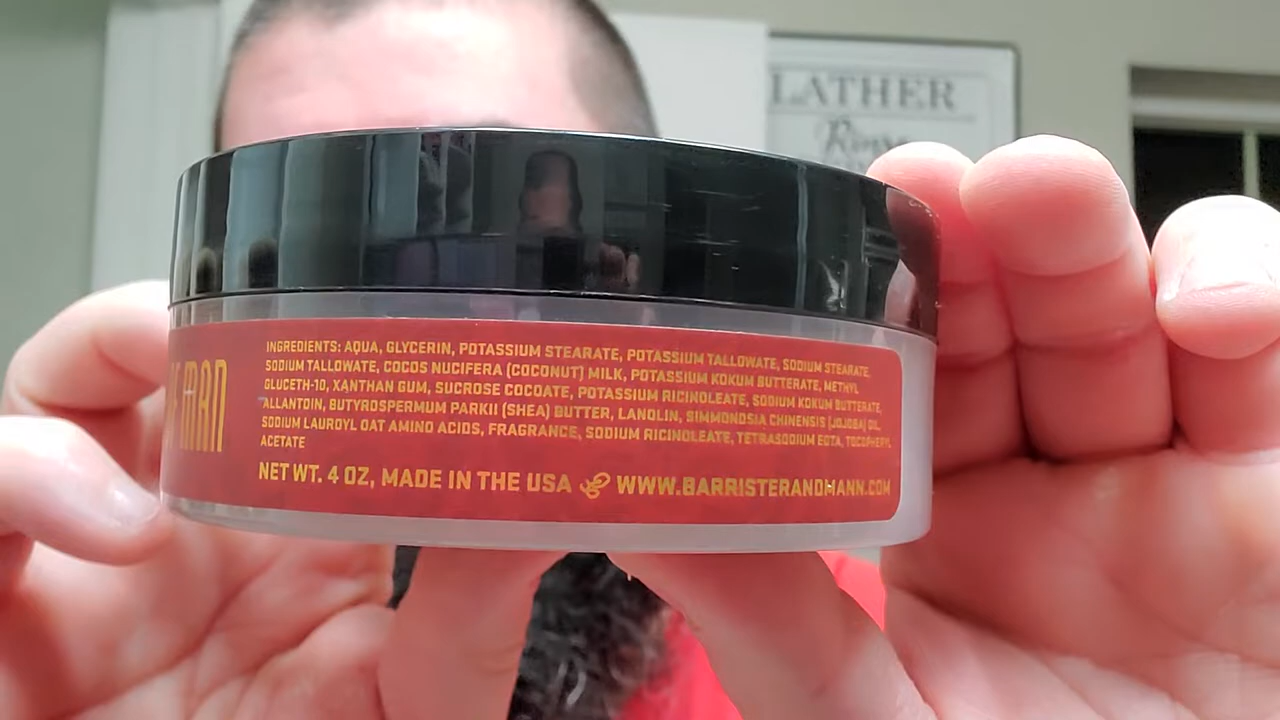 LATHER
Rinse
MAN
INGREDIENTS: AQUA, GLYCERIN, POTASSIUM STEARATE, POTASSIUM TALLOWATE, SODIUM STEARATE,
SODIUM TALLOWATE, COCOS NUCIFERA (COCONUT) MILK, POTASSIUM KOKUM BUTTERATE, METHYL
GLUCETH-10, XANTHAN GUM, SUCROSE COCOATE, POTASSIUM RICINOLEATE, SODIUM KOKUM BUTTERATE,
ALLANTOIN, BUTYROSPERMUM PARKII (SHEA) BUTTER, LANOLIN, SIMMONDSIA CHINENSIS (JOJOBA) OIL,
SODIUM LAUROYL OAT AMINO ACIDS, FRAGRANCE, SODIUM RICINOLEATE, TETRASODIUM EDTA, TOCOPHERYL
ACETATE
NET WT. 4 OZ, MADE IN THE USA WWW.BARRISTERANDMANN.COM